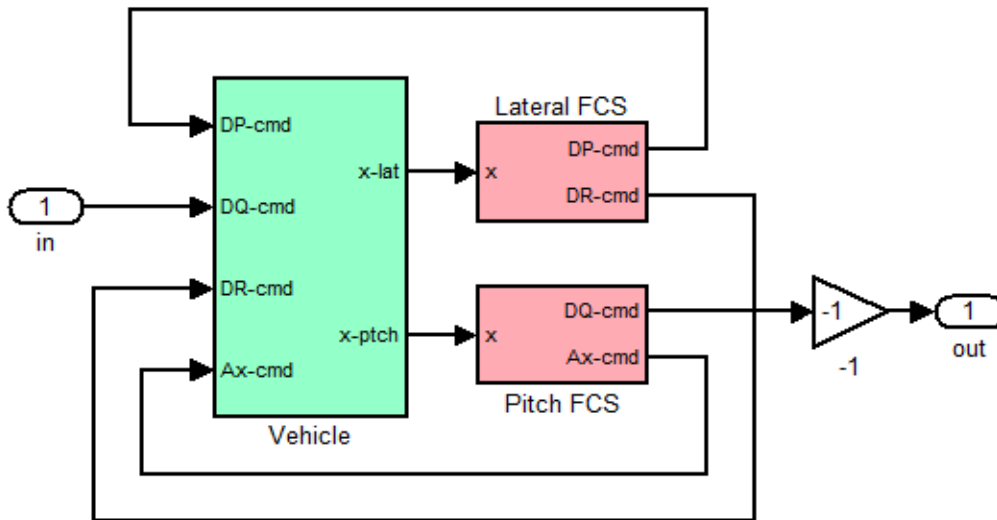 Lateral FCS
DP-cmd
DP-cmd
x-lat
x
DR-cmd
1
DQ-cmd
in
DR-cmd
DQ-cmd
-1
1
x-ptch
x
out
Ax-cmd
Ax-cmd
-1
Pitch FCS
Vehicle